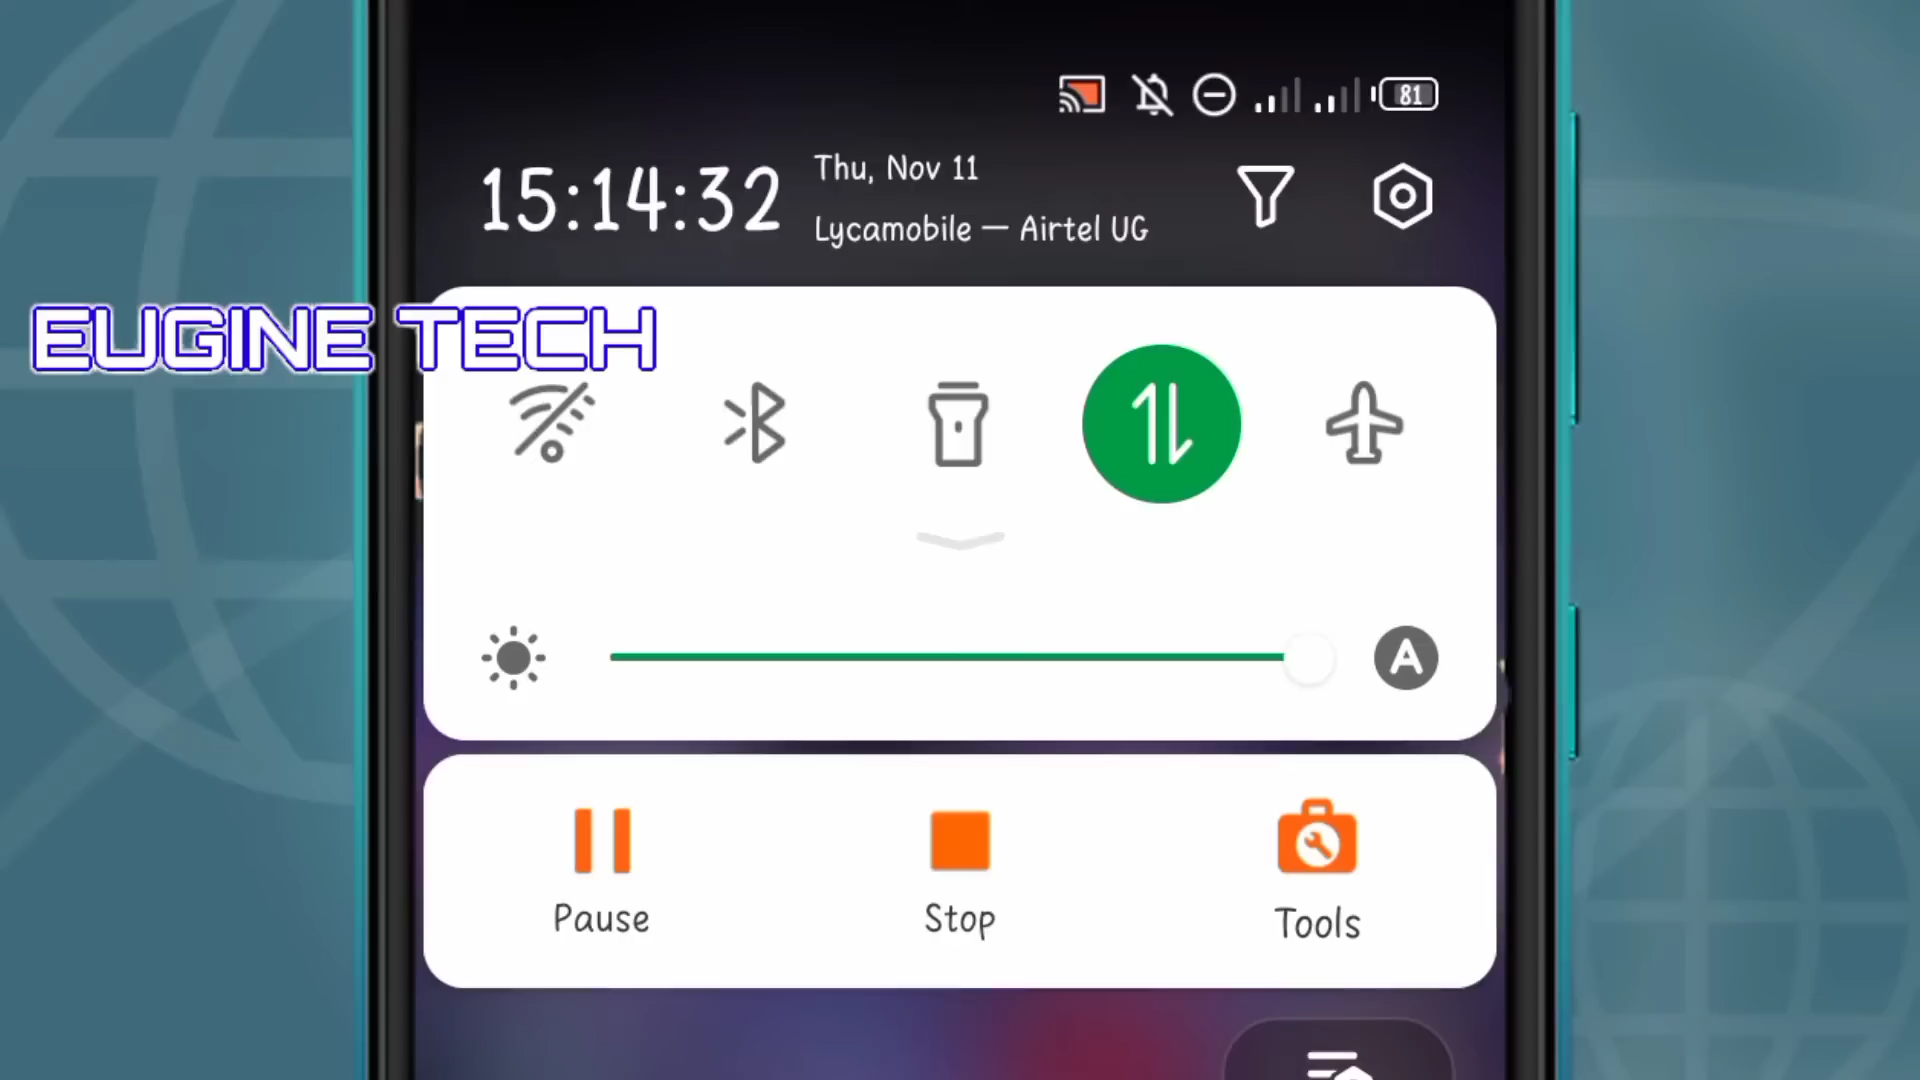 81
15:14:32
Thu, Nov 11
Lycamobile — Airtel UG
EUGINE TECH
A
Pause
Stop
Tools